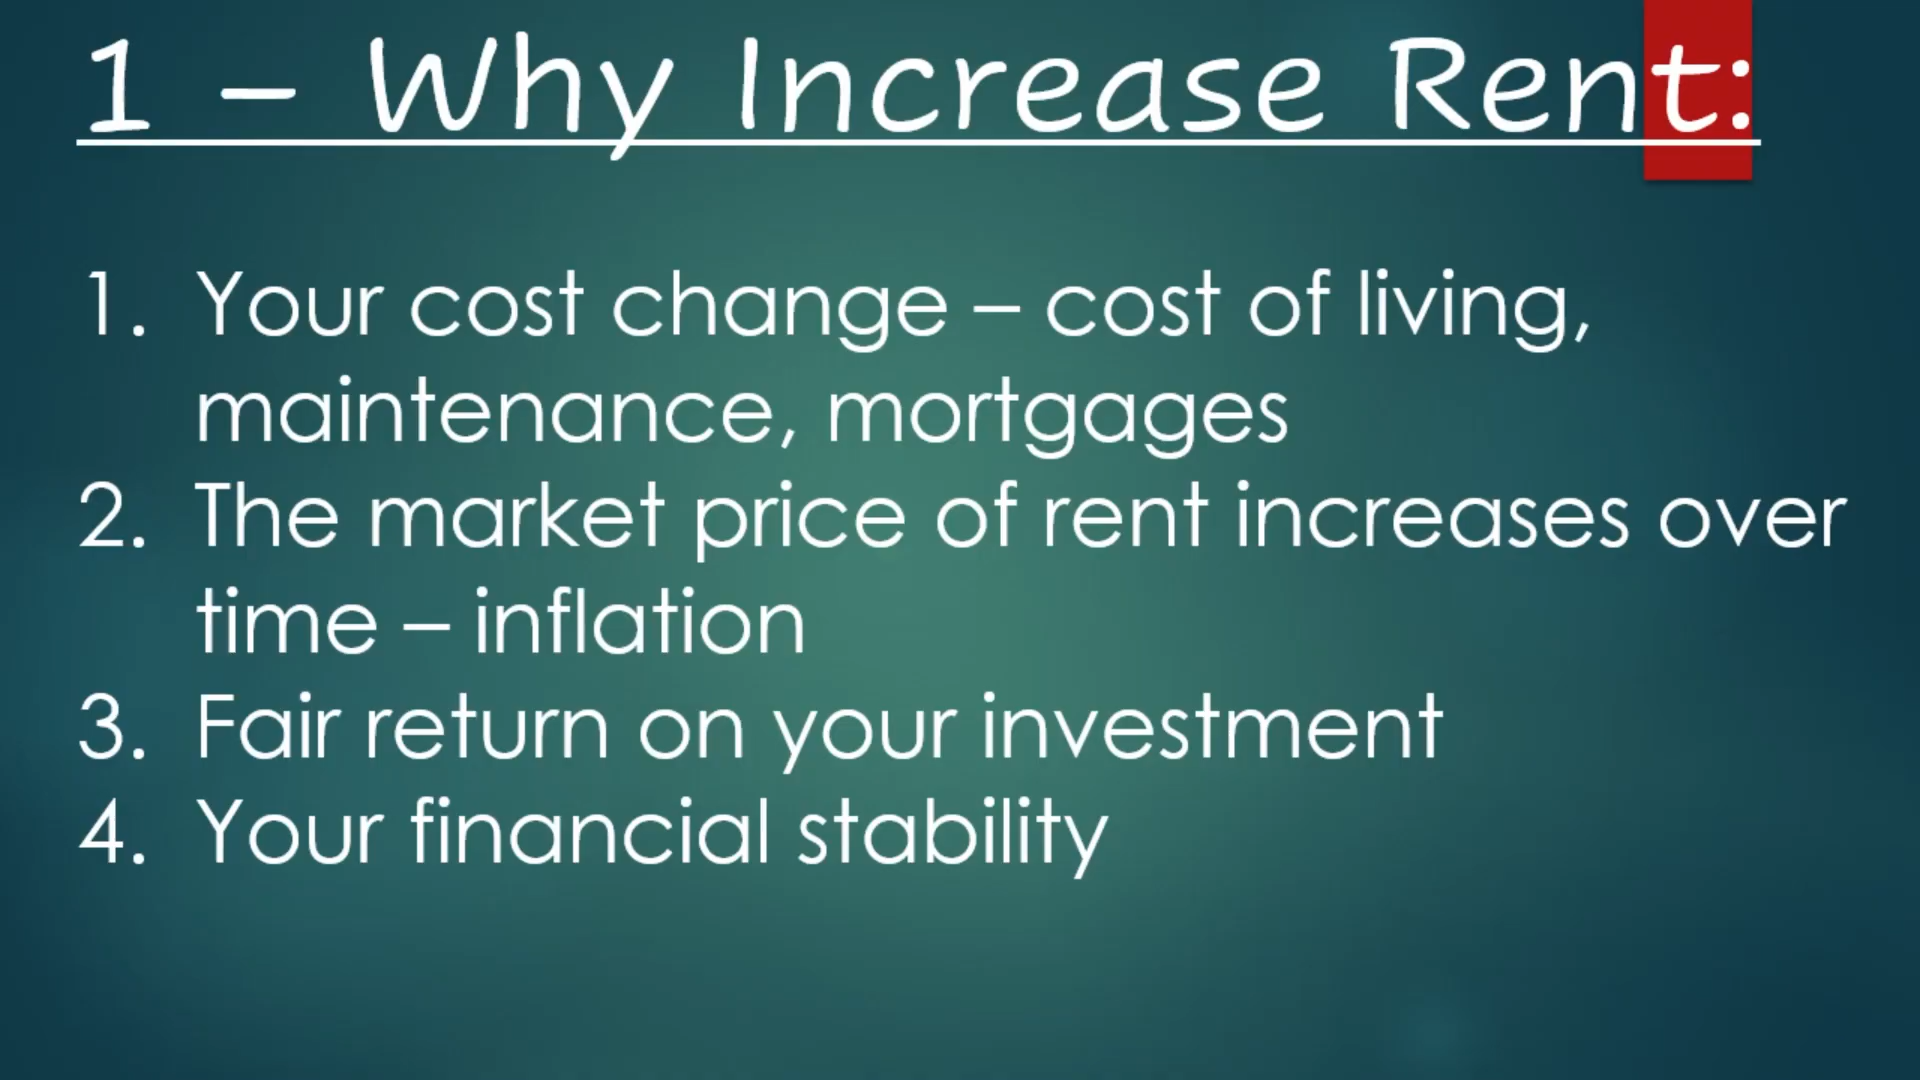 1 – Why Increase Rent:
1. Your cost change – cost of living,
maintenance, mortgages
2. The market price of rent increases over
time – inflation
3. Fair return on your investment
4. Your financial stability